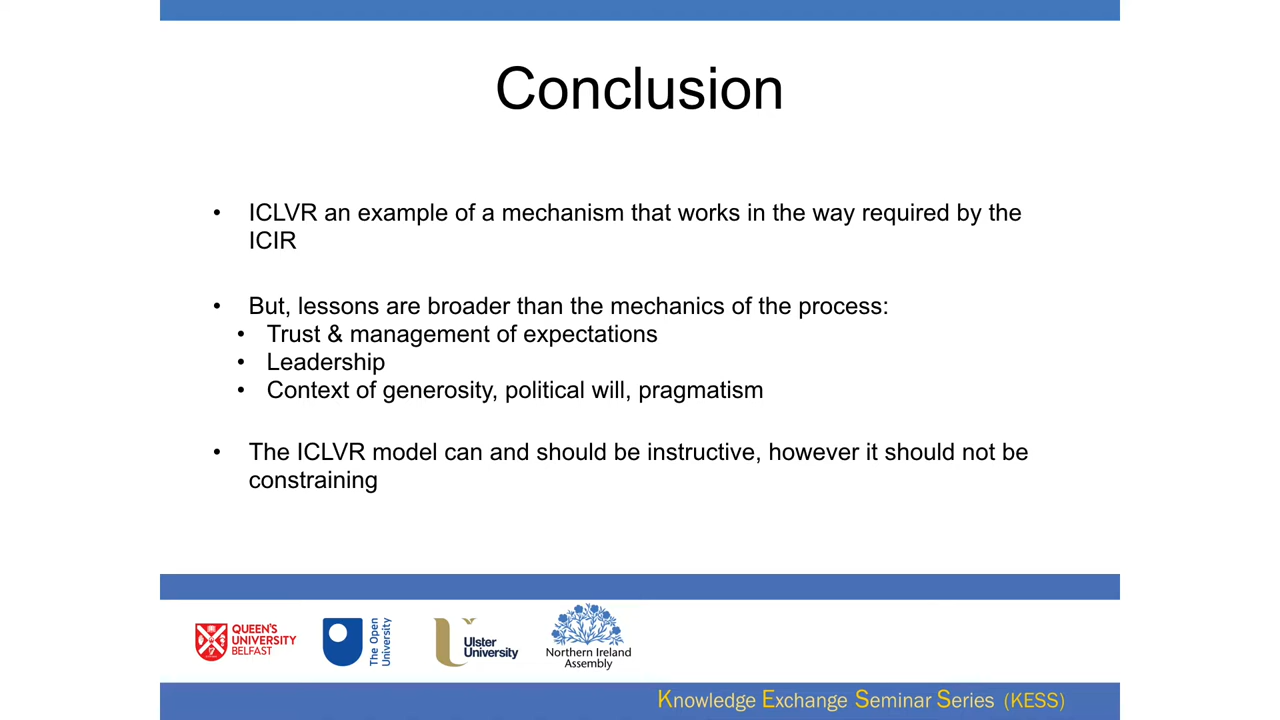 Conclusion
• ICLVR an example of a mechanism that works in the way required by the
ICIR
• But, lessons are broader than the mechanics of the process:
• Trust & management of expectations
• Leadership
• Context of generosity, political will, pragmatism
• The ICLVR model can and should be instructive, however it should not be
constraining
QUEEN'S
UNIVERSITY
BELFAST
The Open
University
Ulster
University
Northern Ireland
Assembly
Knowledge Exchange Seminar Series (KESS)